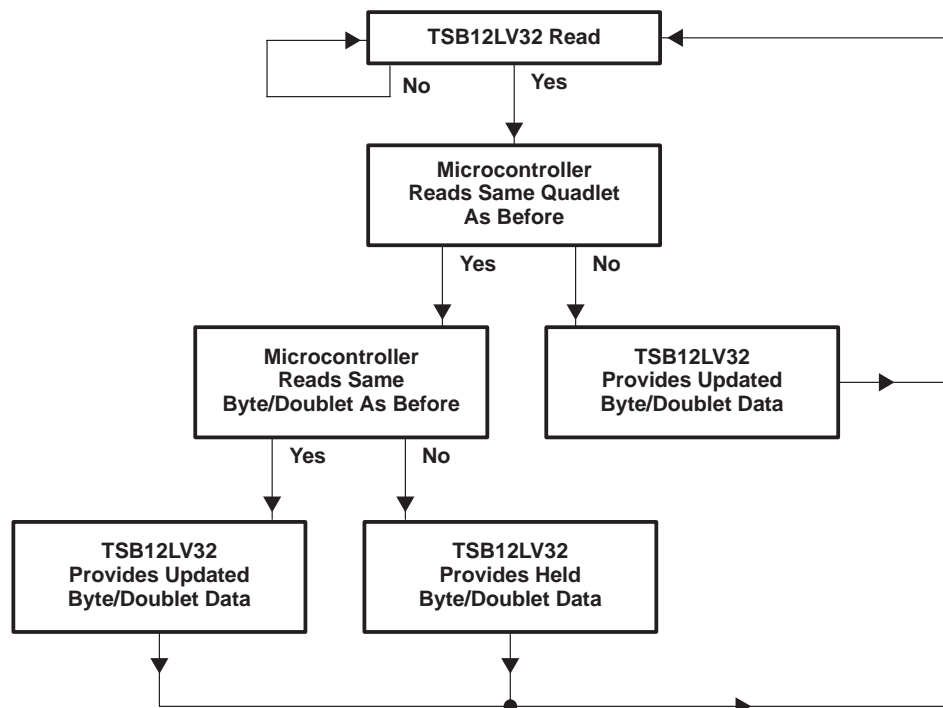 TSB12LV32 Read
No
Yes
Microcontroller
Reads Same Quadlet
As Before
Yes
No
Microcontroller
Reads Same
Byte/Doublet As Before
TSB12LV32
Provides Updated
Byte/Doublet Data
Yes
No
TSB12LV32
Provides Updated
Byte/Doublet Data
TSB12LV32
Provides Held
Byte/Doublet Data